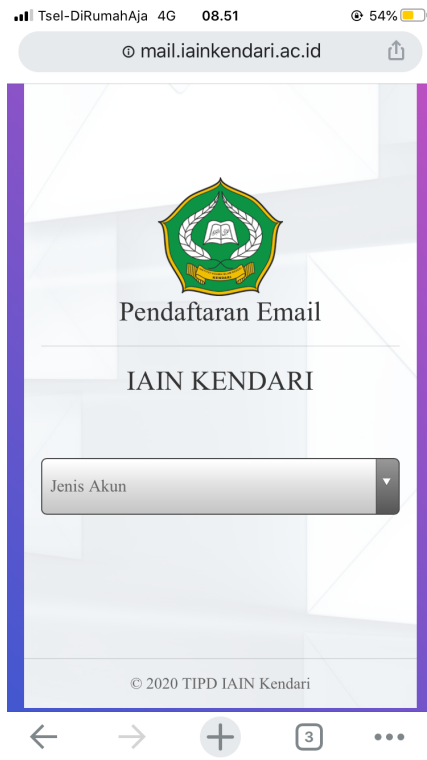 Tsel-DiRumahAja 4G 08.51 54%
mail.iainkendari.ac.id
KENDARI
Pendaftaran Email
IAIN KENDARI
Jenis Akun
© 2020 TIPD IAIN Kendari
3